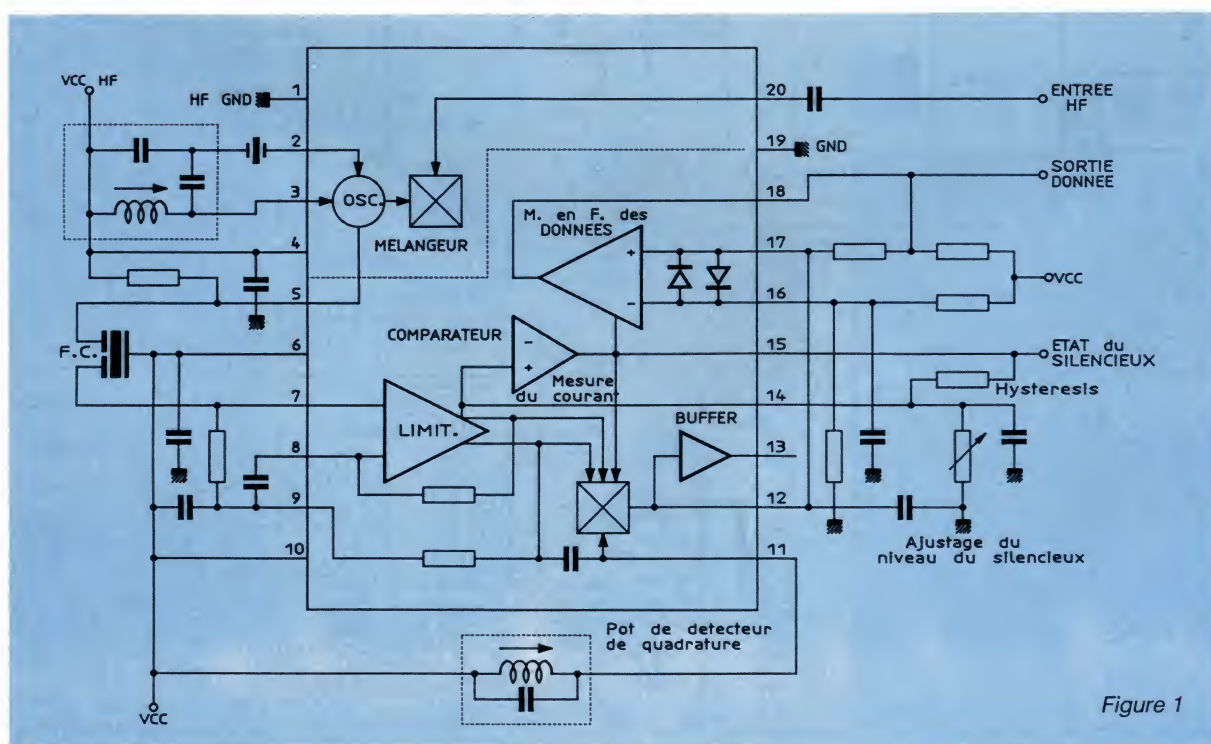 VCC HF
HF GND
1
2
3
4
5
6
7
8
9
10
OSC.
MELANGEUR
M. en F. des
DONNEES
+
-
COMPARATEUR
-
+
Mesure
du courant
LIMIT.
BUFFER
F.C.
20
19
18
17
16
15
14
13
12
11
ENTREE
HF
GND
SORTIE
DONNEE
VCC
ETAT du
SILENCIEUX
Hysteresis
Ajustage du
niveau du silencieux
Pot de detecteur
de quadrature
VCC
Figure 1